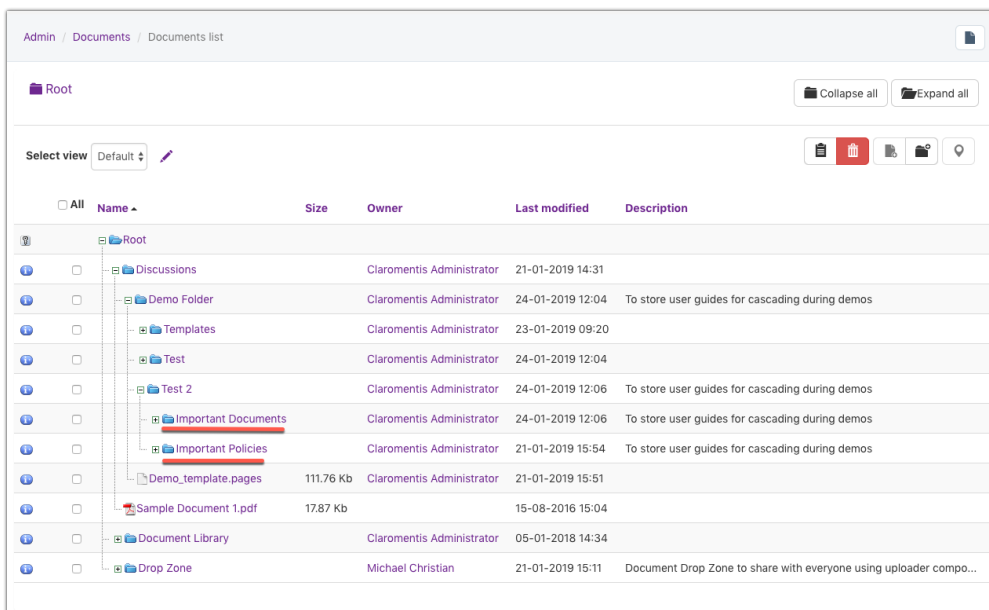 Admin / Documents / Documents list
Root
Collapse all Expand all
Select view Default
All Name Size Owner Last modified Description
Root
Discussions Claromentis Administrator 21-01-2019 14:31
Demo Folder Claromentis Administrator 24-01-2019 12:04 To store user guides for cascading during demos
Templates Claromentis Administrator 23-01-2019 09:20
Test Claromentis Administrator 24-01-2019 12:04
Test 2 Claromentis Administrator 24-01-2019 12:06 To store user guides for cascading during demos
Important Documents Claromentis Administrator 24-01-2019 12:06 To store user guides for cascading during demos
Important Policies Claromentis Administrator 21-01-2019 15:54 To store user guides for cascading during demos
Demo_template.pages 111.76 Kb Claromentis Administrator 21-01-2019 15:51
Sample Document 1.pdf 17.87 Kb 15-08-2016 15:04
Document Library Claromentis Administrator 05-01-2018 14:34
Drop Zone Michael Christian 21-01-2019 15:11 Document Drop Zone to share with everyone using uploader compo...